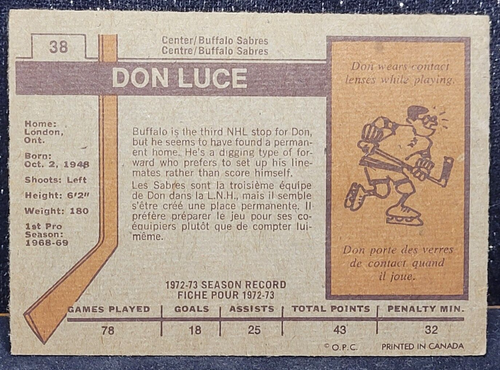 38
Center/Buffalo Sabres
Centre/Buffalo Sabres
DON LUCE
Home:
London,
Ont.
Born:
Oct. 2, 1948
Shoots: Left
Height: 6'2"
Weight: 180
1st Pro
Season:
1968-69
Buffalo is the third NHL stop for Don,
but he seems to have found a perman-
ent home. He's a digging type of for-
ward who prefers to set up his line-
mates rather than score himself.
Les Sabres sont la troisième équipe
de Don dans la L.N.H., mais il semble
s'être créé une place permanente. Il
préfère préparer le jeu pour ses co-
équipiers plutôt que de compter lui-
même.
Don wears contact
lenses while playing.
Don porte des verres
de contact quand
il joue.
1972-73 SEASON RECORD
FICHE POUR 1972-73
GAMES PLAYED GOALS ASSISTS TOTAL POINTS PENALTY MIN.
78 18 25 43 32
© O.P.C. PRINTED IN CANADA